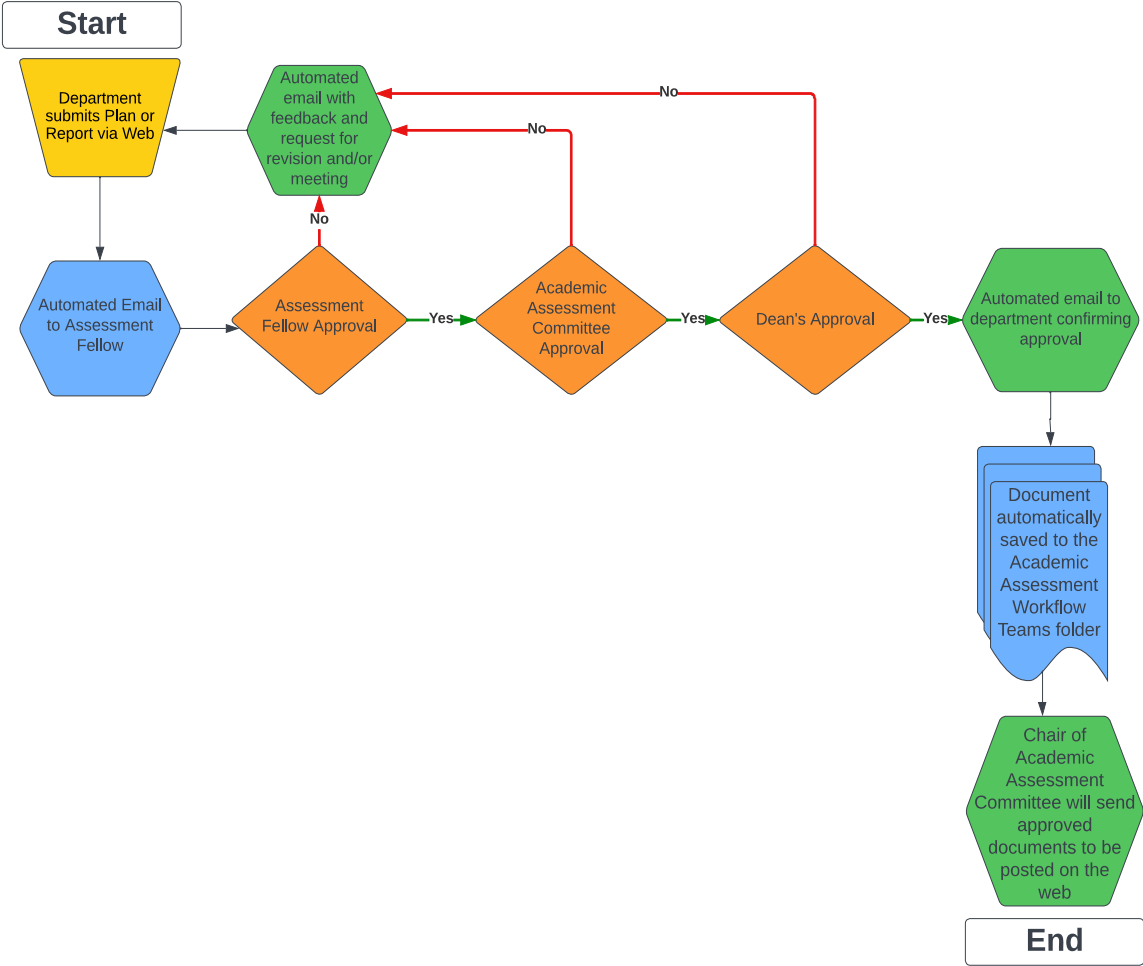 Start
Department
submits Plan or
Report via Web
Automated
email with
feedback and
request for
revision and/or
meeting
No
No
No
Automated Email
to Assessment
Fellow
Assessment
Fellow Approval
Yes
Academic
Assessment
Committee
Approval
Yes
Dean's Approval
Yes
Automated email to
department confirming
approval
Document
automatically
saved to the
Academic
Assessment
Workflow
Teams folder
Chair of
Academic
Assessment
Committee will send
approved
documents to be
posted on the
web
End